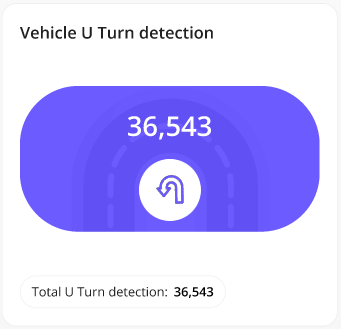 Vehicle U Turn detection
36,543
Total U Turn detection: 36,543